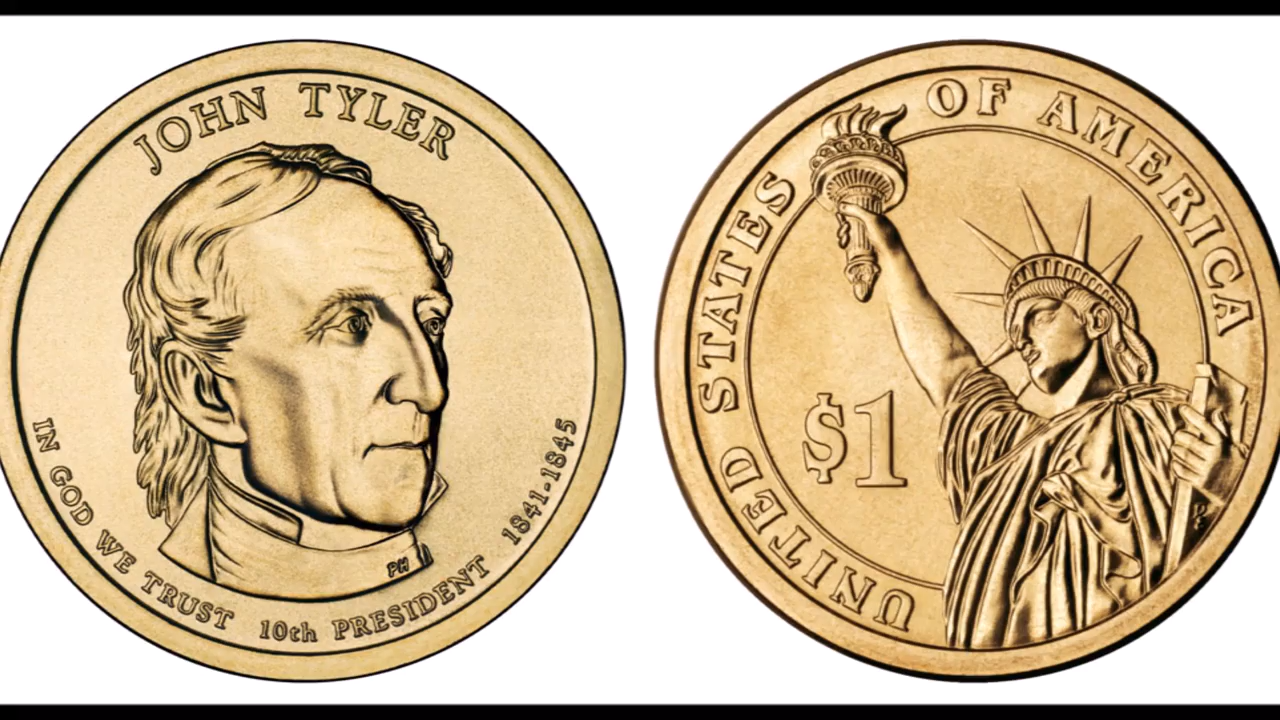 JOHN TYLER
IN GOD WE TRUST 10th PRESIDENT 1841-1845
PH
UNITED STATES OF AMERICA
$1